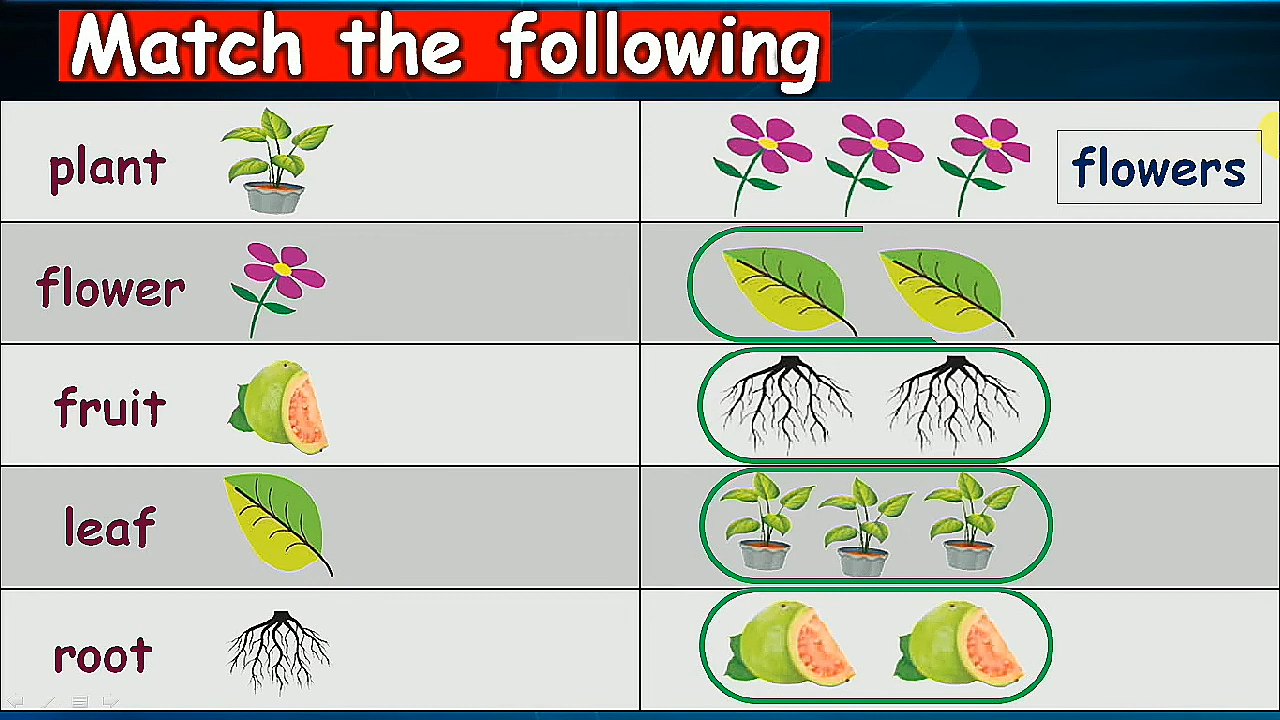 Match the following
plant
flowers
flower
fruit
leaf
root